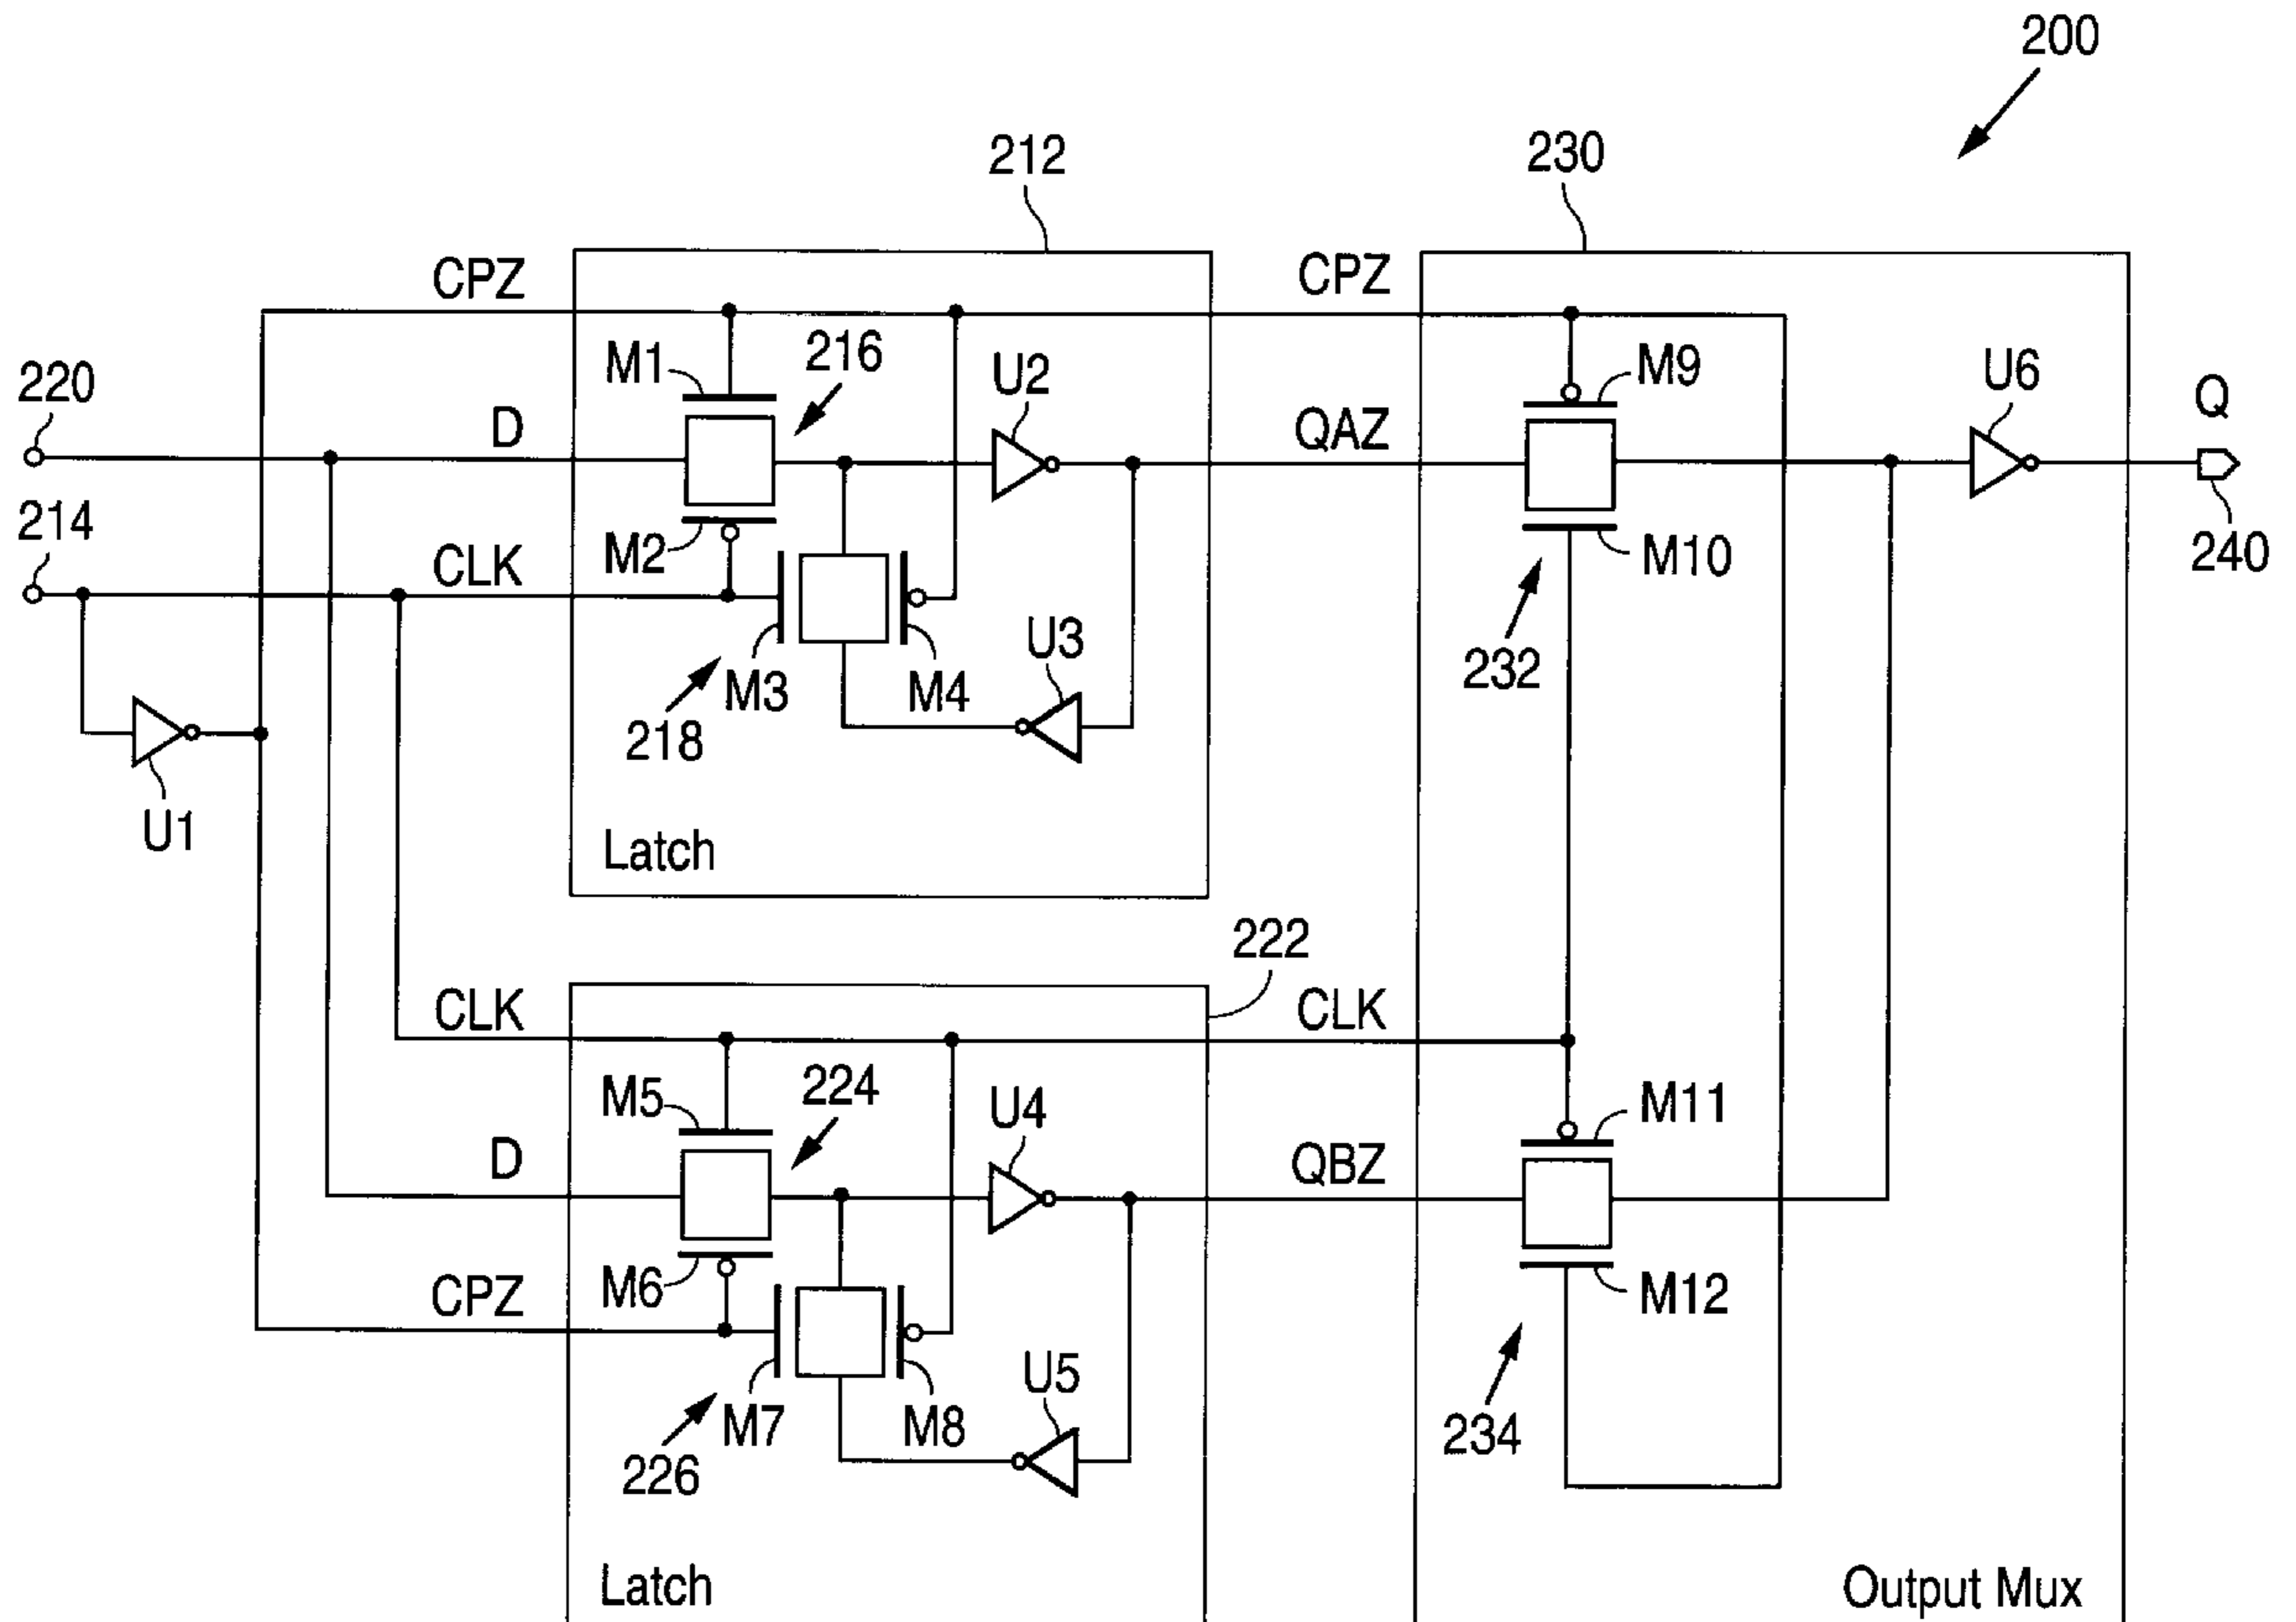 200
212
230
CPZ
CPZ
220
M1
216
U2
M9
U6
Q
D
QAZ
214
CLK
M2
M10
240
U3
232
M3
M4
218
U1
Latch
222
CLK
CLK
M5
224
U4
M11
D
QBZ
CPZ
M6
M12
U5
M7
M8
234
226
Latch
Output Mux